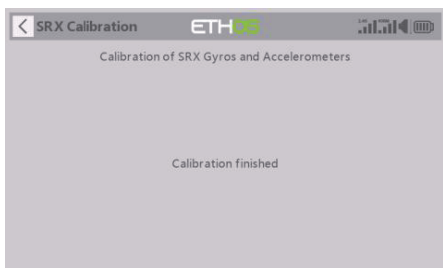 SRX Calibration
ETHOS
Calibration of SRX Gyros and Accelerometers
Calibration finished